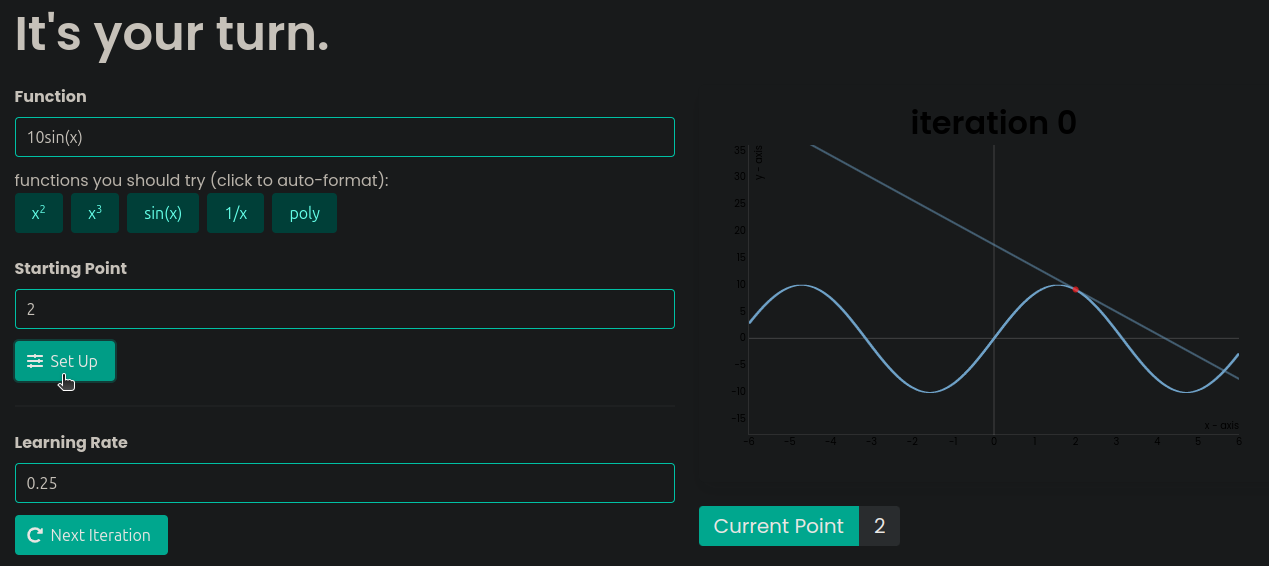 It's your turn.
Function
10sin(x)
functions you should try (click to auto-format):
x² x³ sin(x) 1/x poly
Starting Point
2
Set Up
Learning Rate
0.25
Next Iteration
iteration 0
y - axis
35
30
25
20
15
10
5
0
-5
-10
-15
x - axis
-6 -5 -4 -3 -2 -1 0 1 2 3 4 5 6
Current Point 2